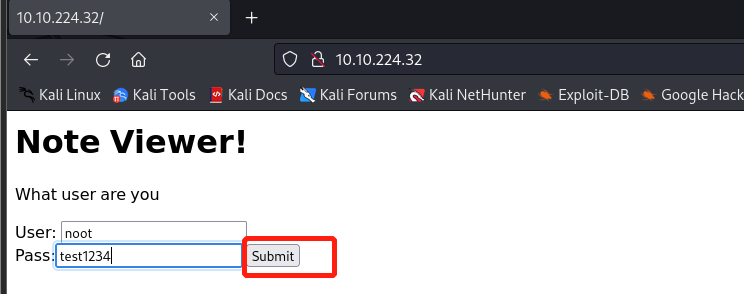 10.10.224.32/
10.10.224.32
Kali Linux Kali Tools Kali Docs Kali Forums Kali NetHunter Exploit-DB Google Hack
Note Viewer!
What user are you
User: noot
Pass: test1234 Submit